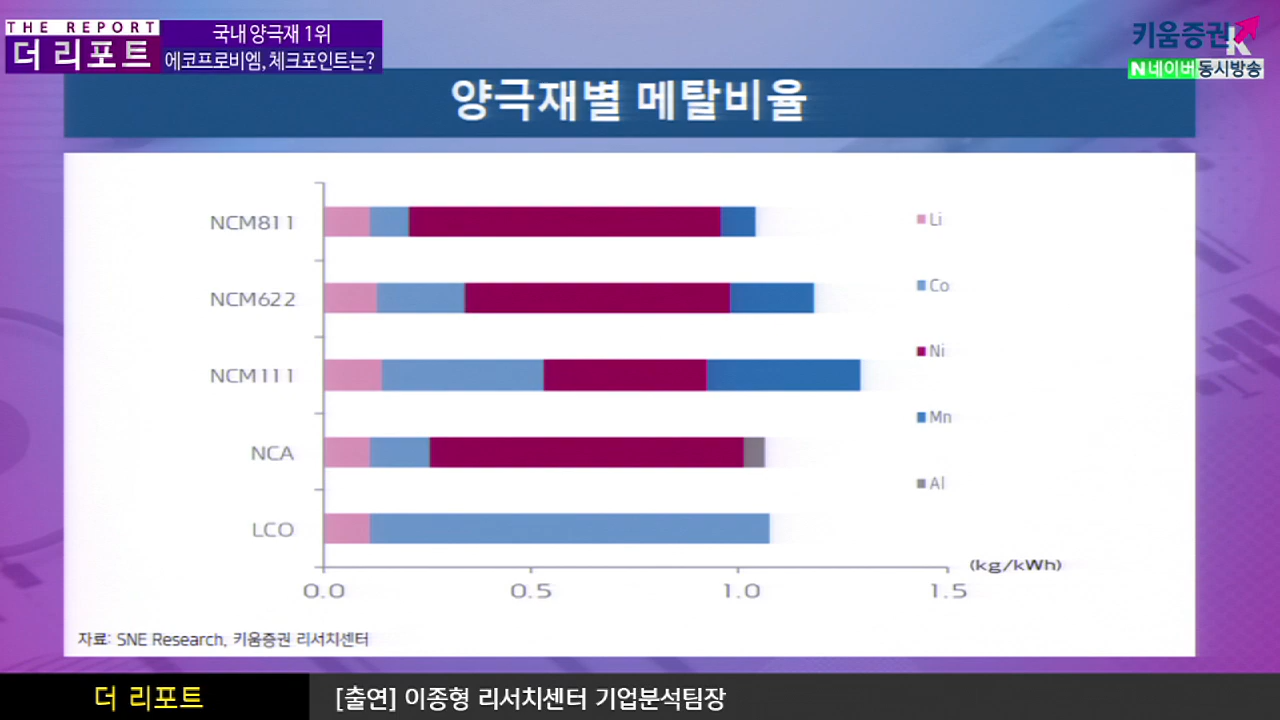 THE REPORT
더 리포트
국내 양극재 1위
에코프로비엠, 체크포인트는?
키움증권
K
N 네이버 동시방송
양극재별 메탈비율
NCM811
NCM622
NCM111
NCA
LCO
Li
Co
Ni
Mn
Al
0.0 0.5 1.0 1.5
(kg/kWh)
자료: SNE Research, 키움증권 리서치센터
더 리포트
[출연] 이종형 리서치센터 기업분석팀장